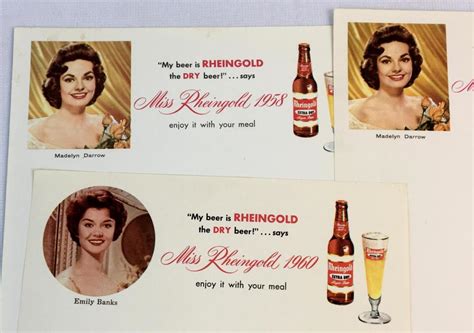 "My beer is RHEINGOLD
the DRY beer!"...says
Miss Rheingold 1958
enjoy it with your meal
Madelyn Darrow
Rheingold
EXTRA DRY
Madelyn Darrow
"My beer is RHEINGOLD
the DRY beer!"...says
Miss Rheingold 1960
enjoy it with your meal
Emily Banks
Rheingold
EXTRA DRY